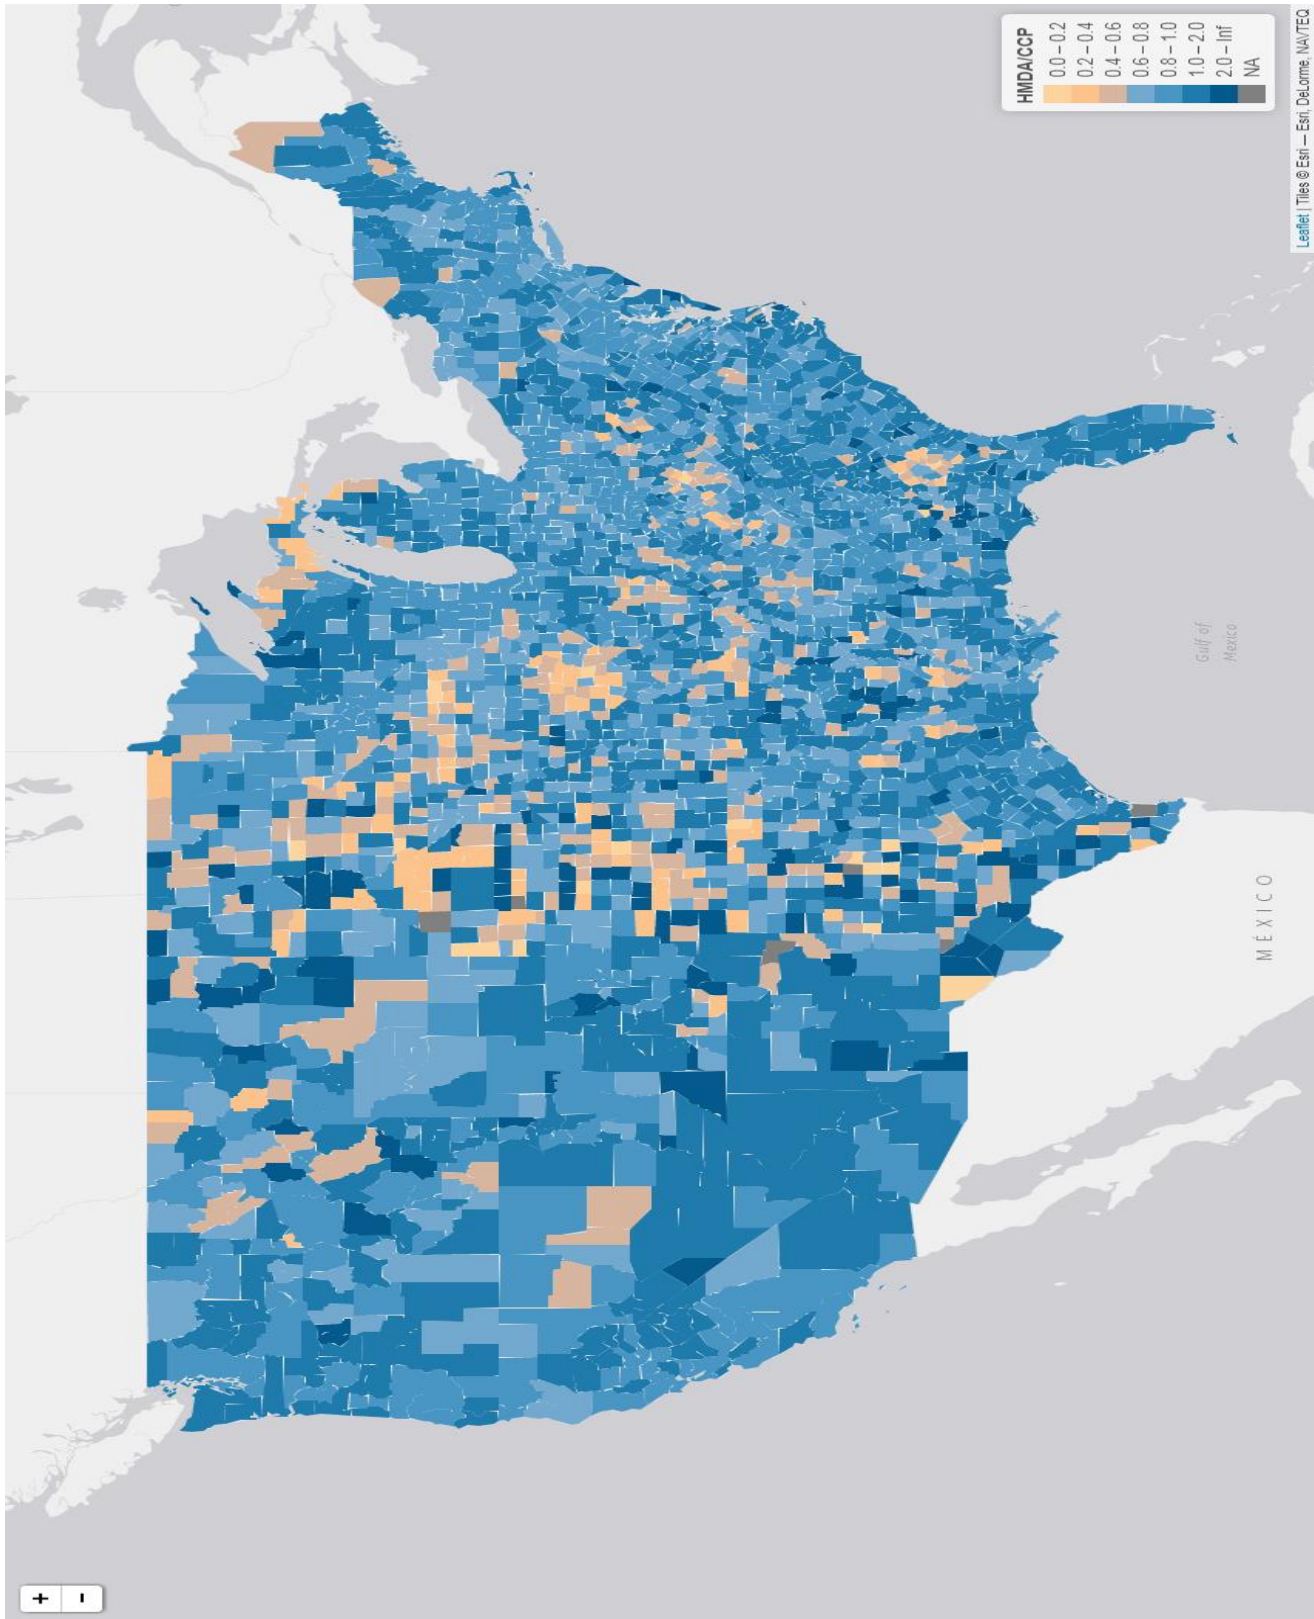 +
-
Gulf of
Mexico
MÉXICO
HMDA/CCP
0.0 – 0.2
0.2 – 0.4
0.4 – 0.6
0.6 – 0.8
0.8 – 1.0
1.0 – 2.0
2.0 – Inf
NA
Leaflet | Tiles © Esri — Esri, DeLorme, NAVTEQ